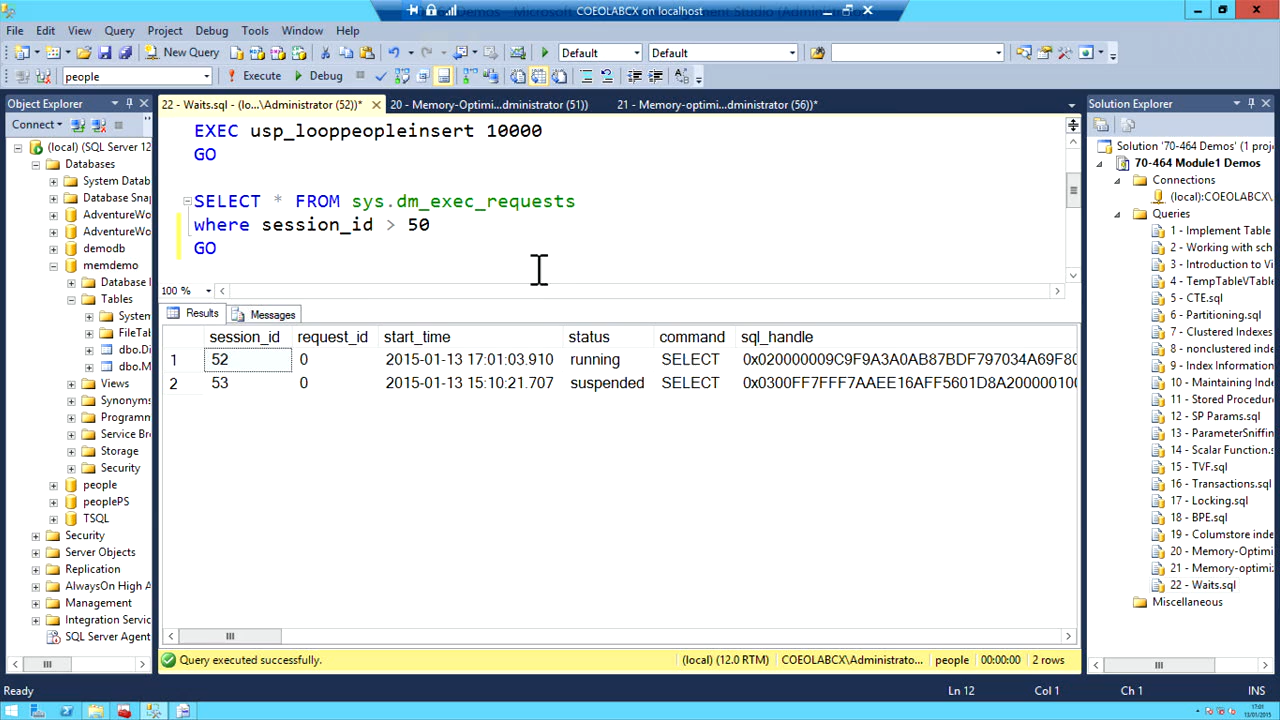 COEOLABCX on localhost
File Edit View Query Project Debug Tools Window Help
New Query Default Default
people Execute Debug
Object Explorer
Connect
(local) (SQL Server 12
Databases
System Datab
Database Snap
AdventureWo
AdventureWo
demodb
memdemo
Database I
Tables
System
FileTab
dbo.Di
dbo.M
Views
Synonyms
Programm
Service Bro
Storage
Security
people
peoplePS
TSQL
Security
Server Objects
Replication
AlwaysOn High A
Management
Integration Servic
SQL Server Agent
22 - Waits.sql - (lo...\Administrator (52))* 20 - Memory-Optimi...dministrator (51)) 21 - Memory-optimi...dministrator (56))*
EXEC usp_looppeopleinsert 10000
GO
SELECT * FROM sys.dm_exec_requests
where session_id > 50
GO
100 %
Results Messages
session_id request_id start_time status command sql_handle
1 52 0 2015-01-13 17:01:03.910 running SELECT 0x020000009C9F9A3A0AB87BDF797034A69F80
2 53 0 2015-01-13 15:10:21.707 suspended SELECT 0x0300FF7FFF7AAEE16AFF5601D8A20000010
Query executed successfully. (local) (12.0 RTM) COEOLABCX\Administrato... people 00:00:00 2 rows
Solution Explorer
Solution '70-464 Demos' (1 proje
70-464 Module1 Demos
Connections
(local):COEOLABCX\
Queries
1 - Implement Table
2 - Working with sch
3 - Introduction to Vi
4 - TempTableVTabl
5 - CTE.sql
6 - Partitioning.sql
7 - Clustered Indexes
8 - nonclustered inde
9 - Index Information
10 - Maintaining Inde
11 - Stored Procedur
12 - SP Params.sql
13 - ParameterSniffin
14 - Scalar Function.s
15 - TVF.sql
16 - Transactions.sql
17 - Locking.sql
18 - BPE.sql
19 - Columstore inde
20 - Memory-Optimi
21 - Memory-optimiz
22 - Waits.sql
Miscellaneous
Ready Ln 12 Col 1 Ch 1 INS
17:01
13/01/2015